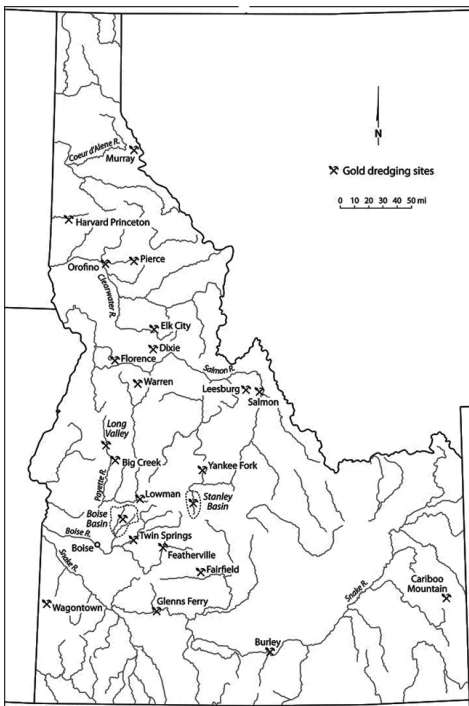 Coeur d'Alene R.
Murray
N
Gold dredging sites
0 10 20 30 40 50 mi
Harvard Princeton
Orofino
Pierce
Clearwater R.
Elk City
Dixie
Florence
Salmon R.
Warren
Leesburg
Salmon
Long
Valley
Big Creek
Yankee Fork
Payette R.
Lowman
Stanley
Basin
Boise
Basin
Boise R.
Twin Springs
Boise
Featherville
Snake R.
Fairfield
Cariboo
Mountain
Snake R.
Wagontown
Glenns Ferry
Burley